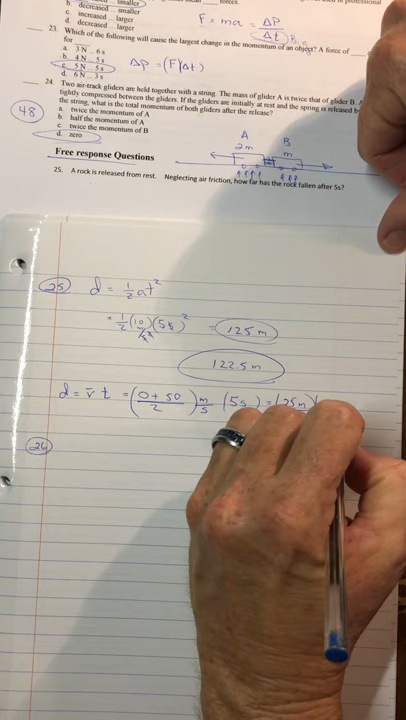 b. decreased ... smaller
c. increased ... larger
d. decreased ... larger
F = ma = ΔP
Δt
23. Which of the following will cause the largest change in the momentum of an object? A force of
for
a. 3 N 6 s
b. 4 N 5 s
c. 5 N 5 s
d. 6 N 3 s
ΔP = (F)(Δt)
24. Two air-track gliders are held together with a string. The mass of glider A is twice that of glider B. A
tightly compressed between the gliders. If the gliders are initially at rest and the spring is released by
the string, what is the total momentum of both gliders after the release?
a. twice the momentum of A
b. half the momentum of A
c. twice the momentum of B
d. zero
48
A B
2m m
Free response Questions
25. A rock is released from rest. Neglecting air friction, how far has the rock fallen after 5s?
25 d = 1/2 at²
= 1/2 (10 m/s²)(5s)² = 125 m
122.5 m
d = v̄ t = (0 + 50 / 2) m/s (5s) = 125 m
26